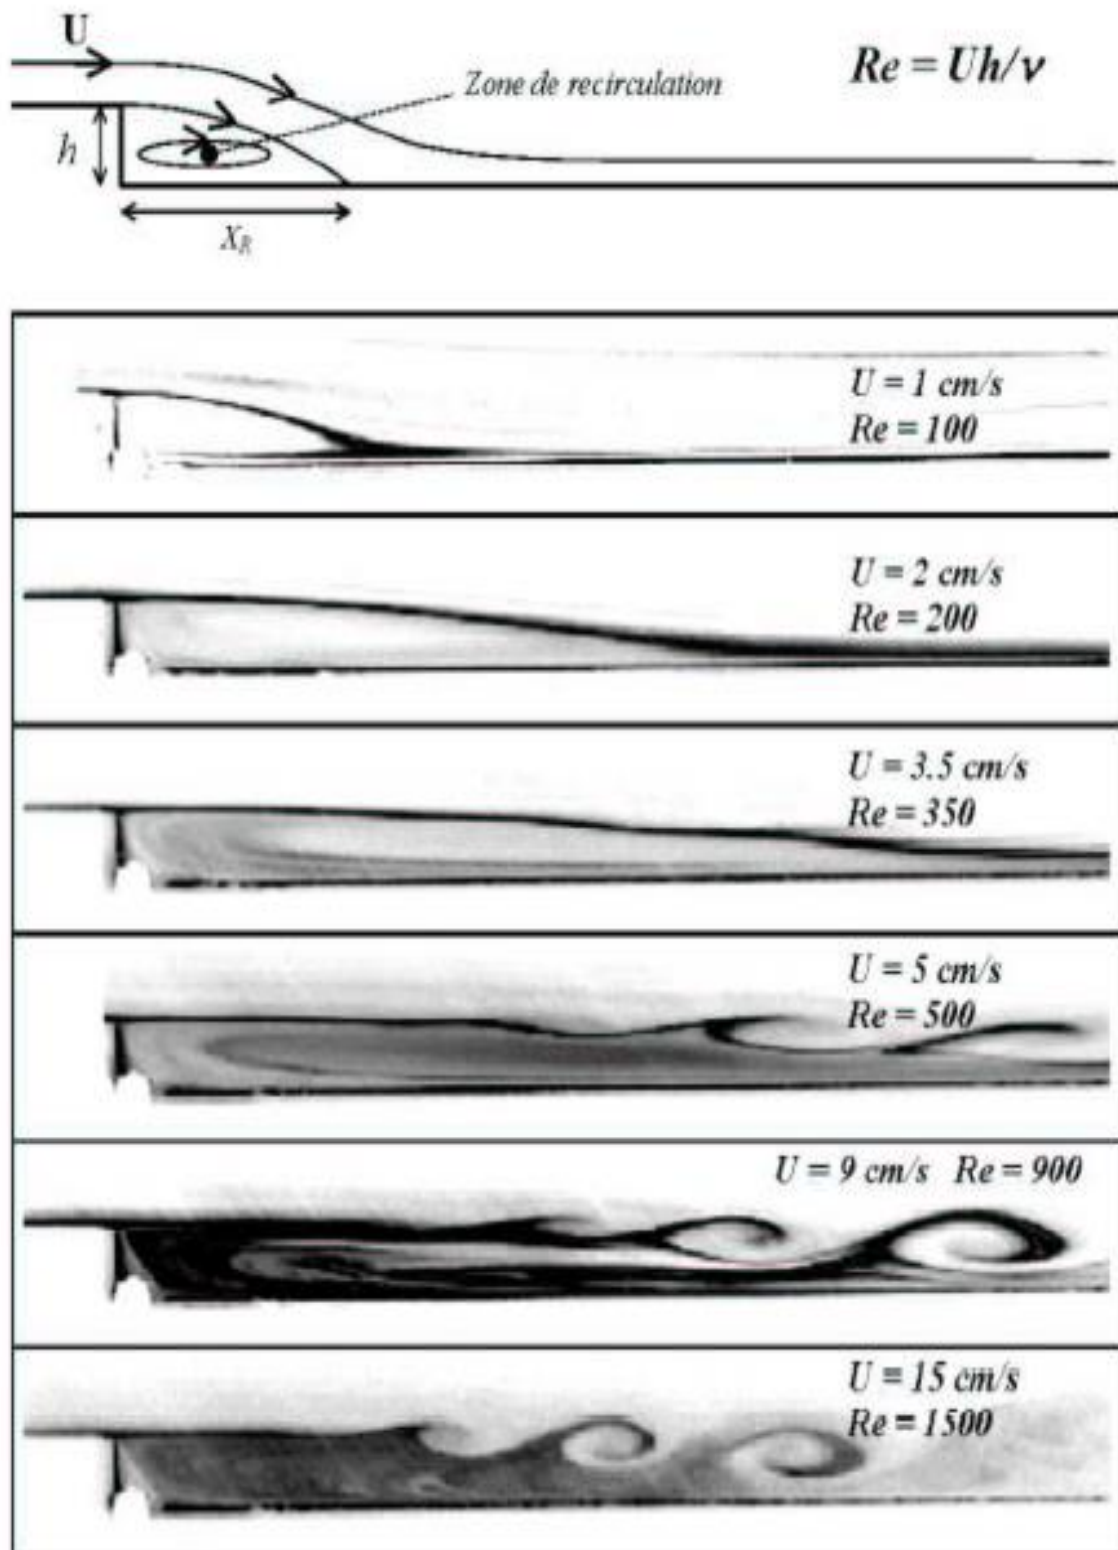 U
Re = Uh/ν
Zone de recirculation
h
X_R
U = 1 cm/s
Re = 100
U = 2 cm/s
Re = 200
U = 3.5 cm/s
Re = 350
U = 5 cm/s
Re = 500
U = 9 cm/s Re = 900
U = 15 cm/s
Re = 1500